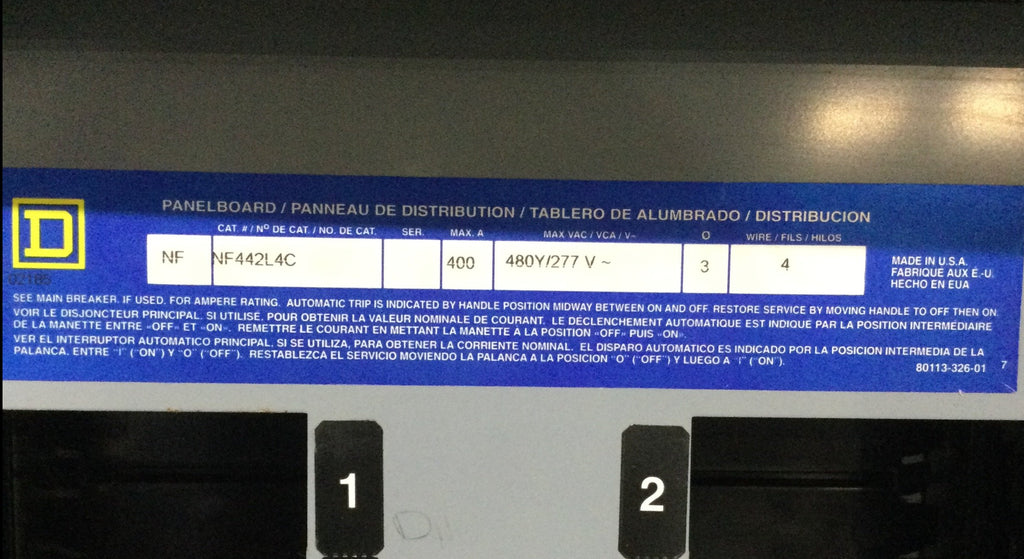 D
PANELBOARD / PANNEAU DE DISTRIBUTION / TABLERO DE ALUMBRADO / DISTRIBUCION
CAT. # / Nº DE CAT. / NO. DE CAT. SER. MAX. A MAX VAC / VCA / V~ Ø WIRE / FILS / HILOS
NF NF442L4C 400 480Y/277 V ~ 3 4
MADE IN U.S.A.
FABRIQUE AUX É.-U.
HECHO EN EUA
SEE MAIN BREAKER. IF USED. FOR AMPERE RATING. AUTOMATIC TRIP IS INDICATED BY HANDLE POSITION MIDWAY BETWEEN ON AND OFF. RESTORE SERVICE BY MOVING HANDLE TO OFF THEN ON.
VOIR LE DISJONCTEUR PRINCIPAL. SI UTILISÉ. POUR OBTENIR LA VALEUR NOMINALE DE COURANT. LE DÉCLENCHEMENT AUTOMATIQUE EST INDIQUÉ PAR LA POSITION INTERMÉDIAIRE
DE LA MANETTE ENTRE «OFF» ET «ON». REMETTRE LE COURANT EN METTANT LA MANETTE À LA POSITION «OFF» PUIS «ON».
VER EL INTERRUPTOR AUTOMATICO PRINCIPAL. SI SE UTILIZA, PARA OBTENER LA CORRIENTE NOMINAL. EL DISPARO AUTOMATICO ES INDICADO POR LA POSICION INTERMEDIA DE LA
PALANCA. ENTRE "I" ("ON") Y "O" ("OFF"). RESTABLEZCA EL SERVICIO MOVIENDO LA PALANCA A LA POSICION "O" ("OFF") Y LUEGO A "I" ("ON").
80113-326-01 7
1 2